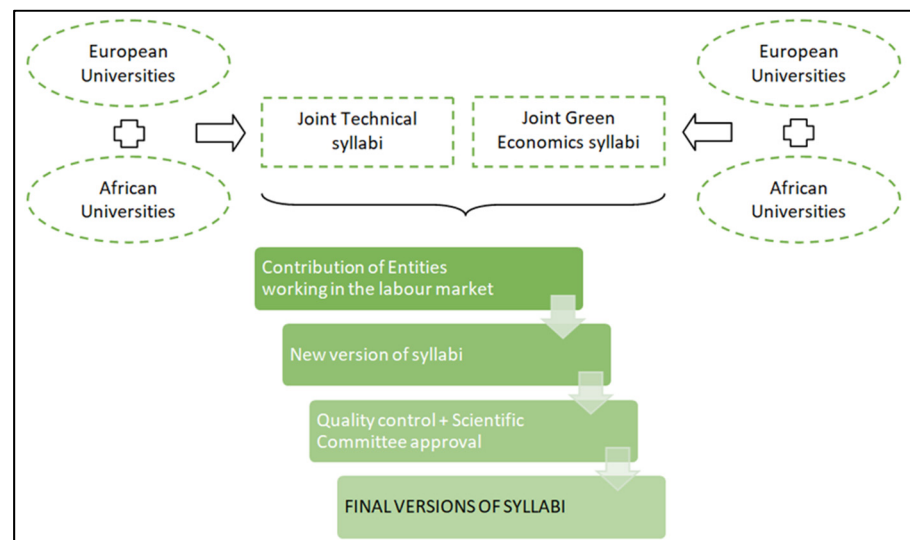 European
Universities
African
Universities
Joint Technical
syllabi
Joint Green
Economics syllabi
European
Universities
African
Universities
Contribution of Entities
working in the labour market
New version of syllabi
Quality control + Scientific
Committee approval
FINAL VERSIONS OF SYLLABI